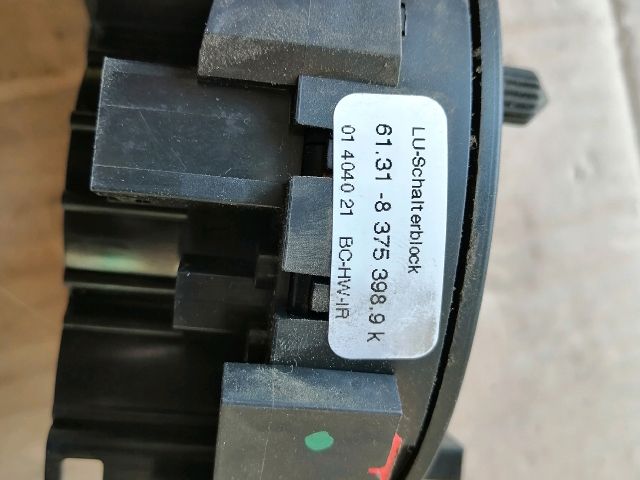 LU-Schalterblock
61.31 -8 375 398.9 k
01 4040 21 BC-HW-IR